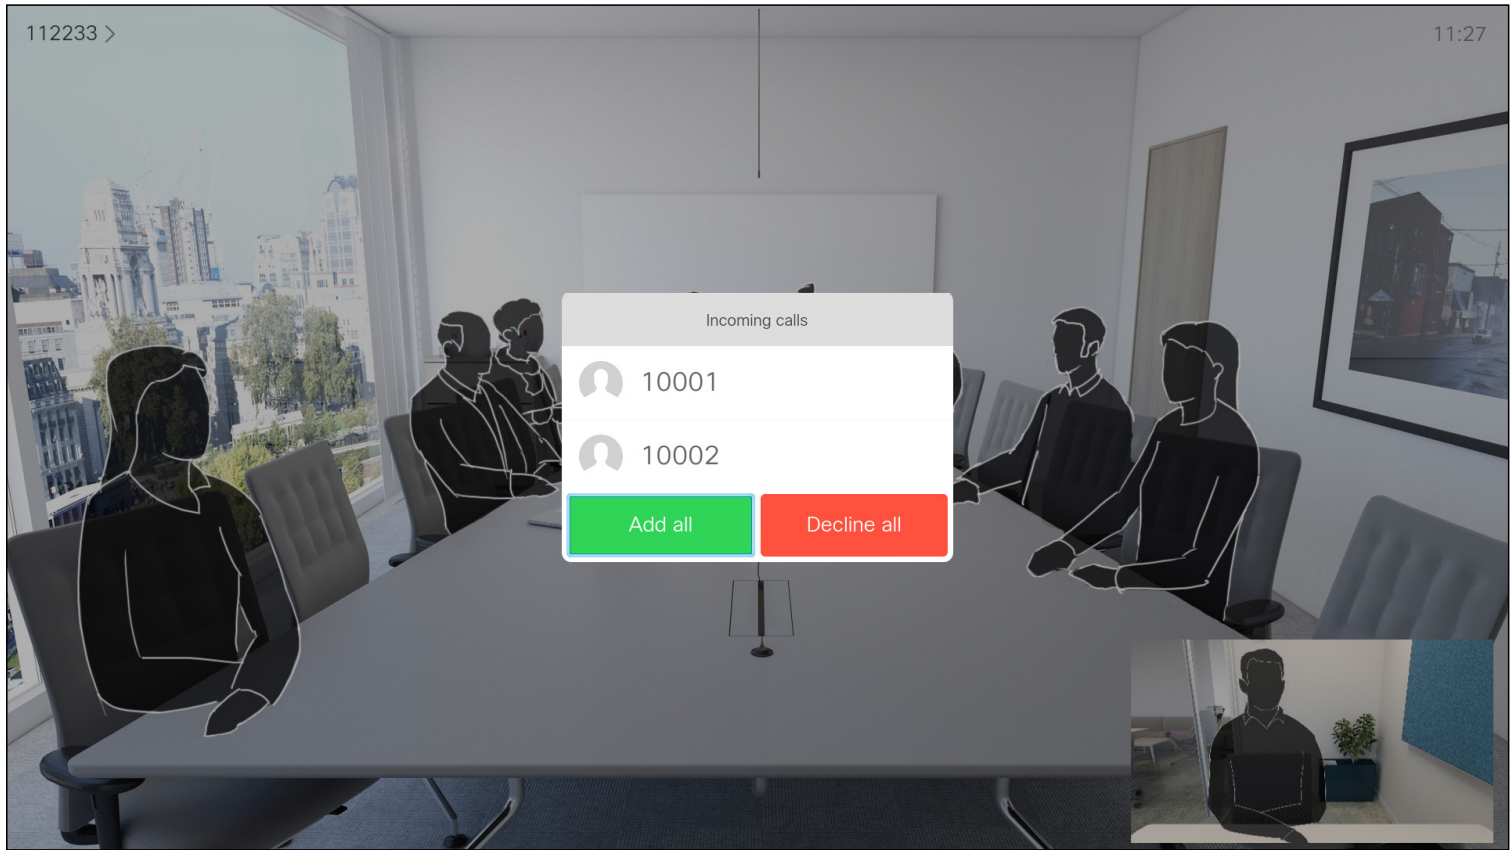 112233 >
11:27
Incoming calls
10001
10002
Add all
Decline all